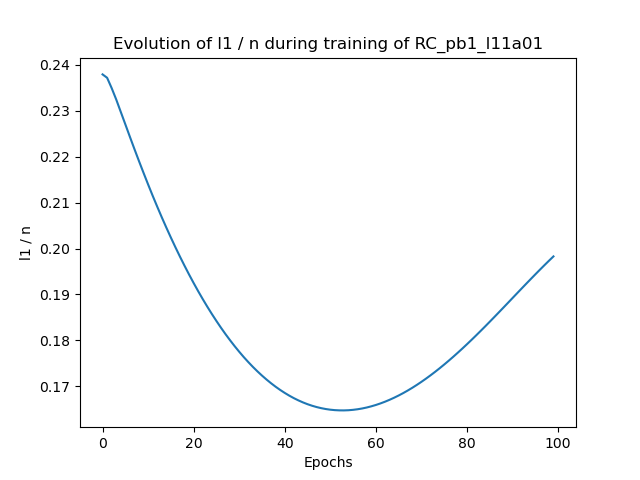 Evolution of l1 / n during training of RC_pb1_l11a01
0.24
0.23
0.22
0.21
0.20
0.19
0.18
0.17
l1 / n
0 20 40 60 80 100
Epochs